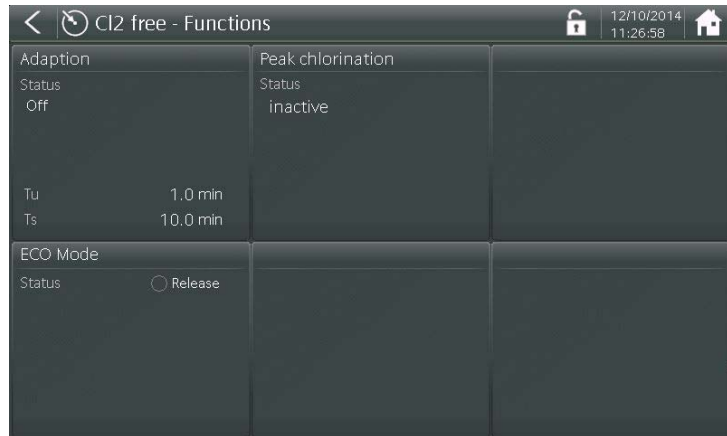 Cl2 free - Functions
12/10/2014
11:26:58
Adaption
Status
Off
Tu 1.0 min
Ts 10.0 min
Peak chlorination
Status
inactive
ECO Mode
Status Release